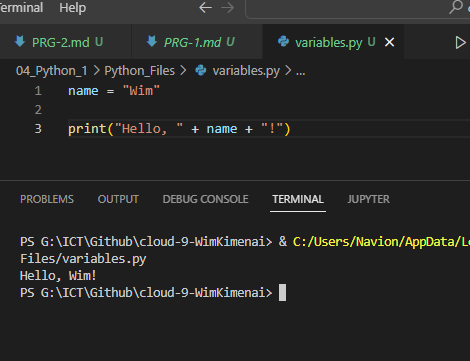 Terminal Help
PRG-2.md U PRG-1.md U variables.py U
04_Python_1 > Python_Files > variables.py > ...
1 name = "Wim"
2
3 print("Hello, " + name + "!")
PROBLEMS OUTPUT DEBUG CONSOLE TERMINAL JUPYTER
PS G:\ICT\Github\cloud-9-WimKimenai> & C:/Users/Navion/AppData/Lo
Files/variables.py
Hello, Wim!
PS G:\ICT\Github\cloud-9-WimKimenai>